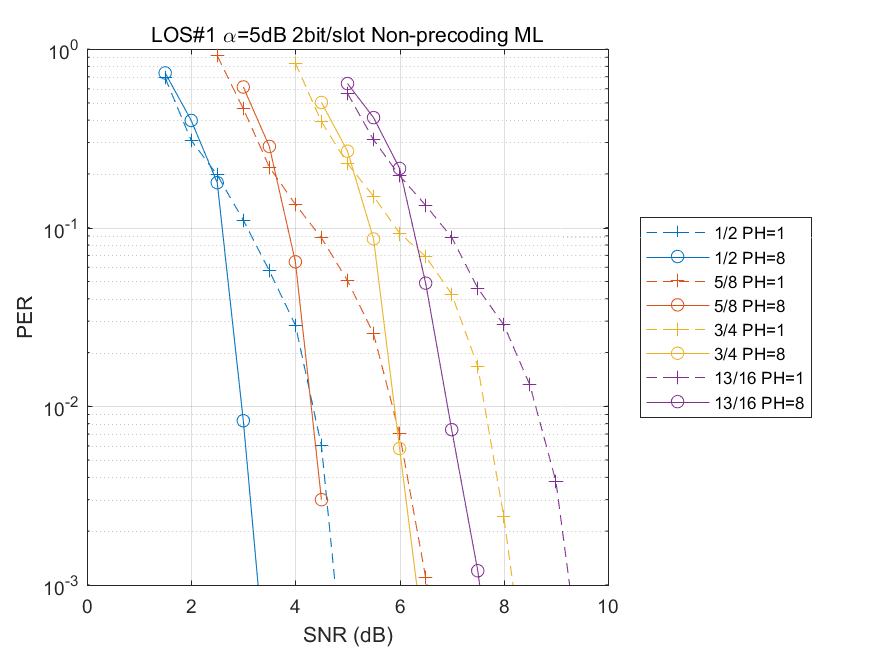 LOS#1 α=5dB 2bit/slot Non-precoding ML
10^0
10^-1
10^-2
10^-3
PER
0 2 4 6 8 10
SNR (dB)
1/2 PH=1
1/2 PH=8
5/8 PH=1
5/8 PH=8
3/4 PH=1
3/4 PH=8
13/16 PH=1
13/16 PH=8